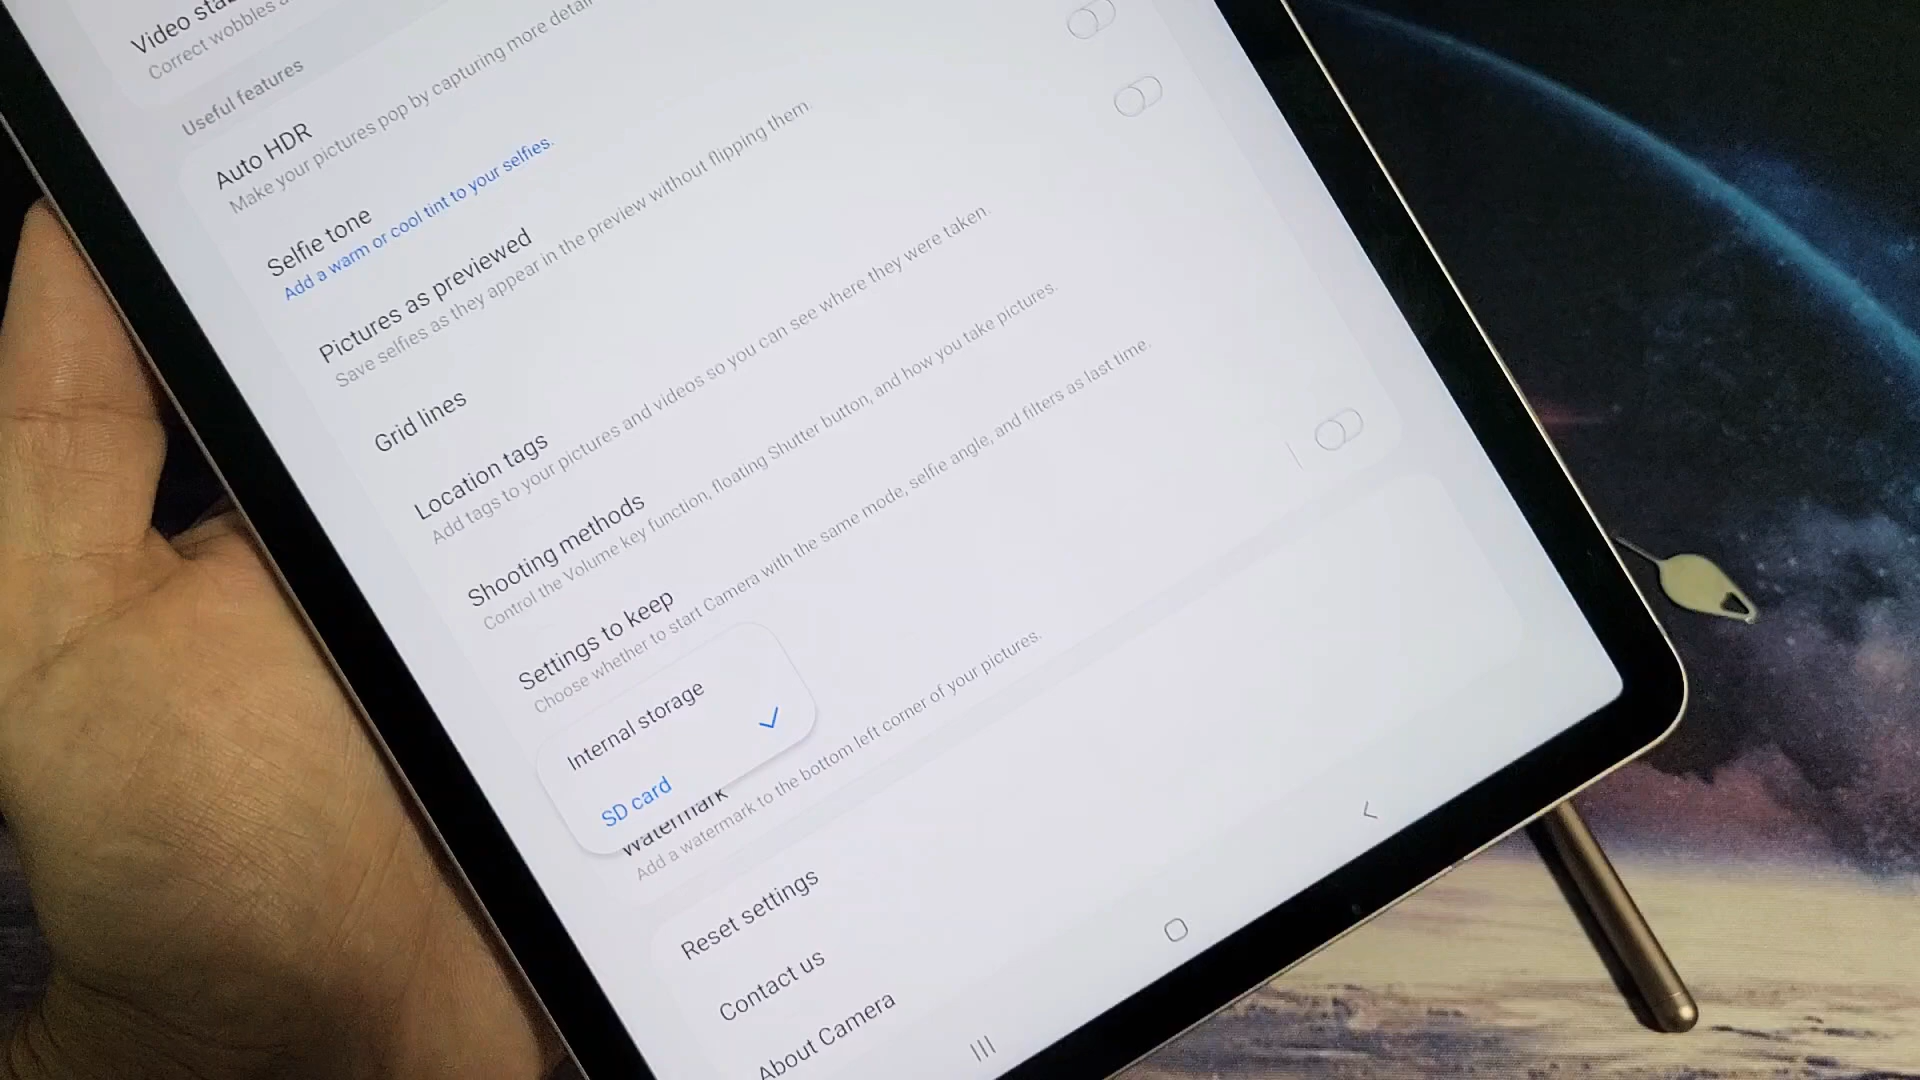 Video
Correct wobbles
Useful features
Auto HDR
Make your pictures pop by capturing more detail
Selfie tone
Add a warm or cool tint to your selfies.
Pictures as previewed
Save selfies as they appear in the preview without flipping them.
Grid lines
Location tags
Add tags to your pictures and videos so you can see where they were taken.
Shooting methods
Control the Volume key function, floating Shutter button, and how you take pictures.
Settings to keep
Choose whether to start Camera with the same mode, selfie angle, and filters as last time.
Internal storage
SD card
Watermark
Add a watermark to the bottom left corner of your pictures.
Reset settings
Contact us
About Camera